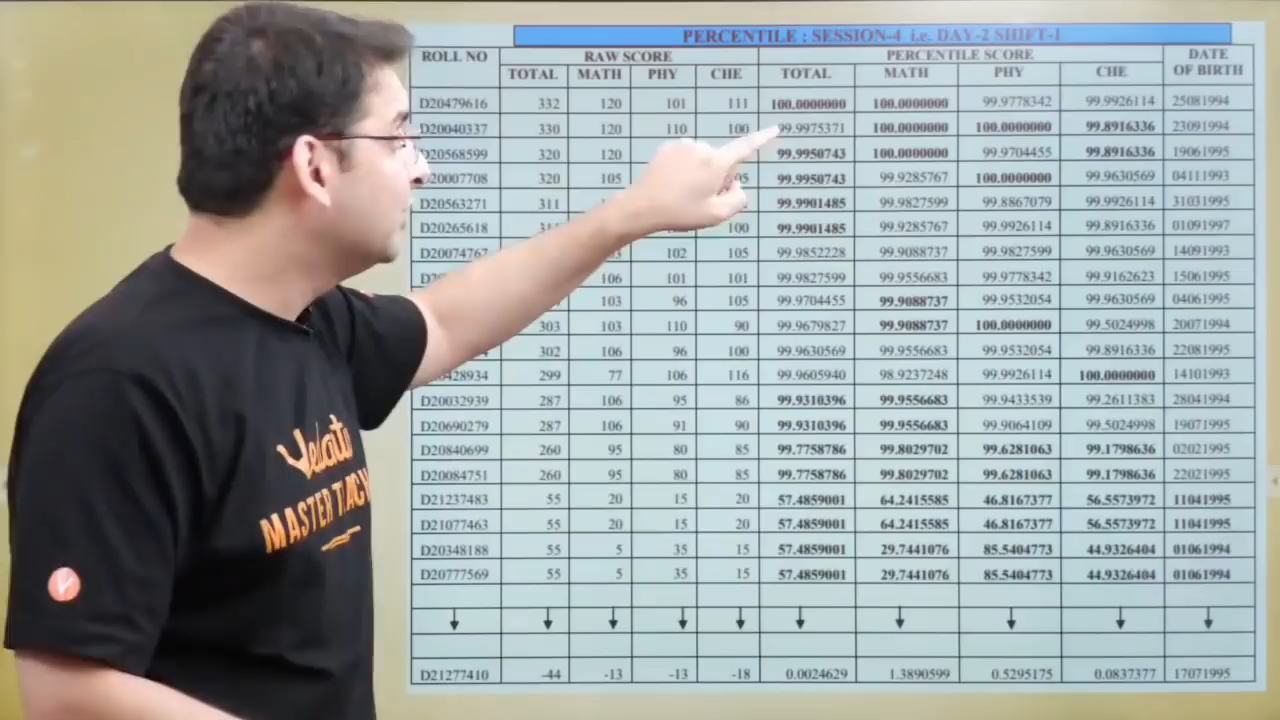 PERCENTILE : SESSION-4 i.e. DAY-2 SHIFT-1
ROLL NO RAW SCORE PERCENTILE SCORE DATE OF BIRTH
TOTAL MATH PHY CHE TOTAL MATH PHY CHE
D20479616 332 120 101 111 100.0000000 100.0000000 99.9778342 99.9926114 25081994
D20040337 330 120 110 100 99.9975371 100.0000000 100.0000000 99.8916336 23091994
D20568599 320 120 99.9950743 100.0000000 99.9704455 99.8916336 19061995
D20007708 320 105 99.9950743 99.9285767 100.0000000 99.9630569 04111993
D20563271 311 99.9901485 99.9827599 99.8867079 99.9926114 31031995
D20265618 100 99.9901485 99.9285767 99.9926114 99.8916336 01091997
D20074767 102 105 99.9852228 99.9088737 99.9827599 99.9630569 14091993
106 101 101 99.9827599 99.9556683 99.9778342 99.9162623 15061995
103 96 105 99.9704455 99.9088737 99.9532054 99.9630569 04061995
303 103 110 90 99.9679827 99.9088737 100.0000000 99.5024998 20071994
302 106 96 100 99.9630569 99.9556683 99.9532054 99.8916336 22081995
299 77 106 116 99.9605940 98.9237248 99.9926114 100.0000000 14101993
D20032939 287 106 95 86 99.9310396 99.9556683 99.9433539 99.2611383 28041994
D20690279 287 106 91 90 99.9310396 99.9556683 99.9064109 99.5024998 19071995
D20840699 260 95 80 85 99.7758786 99.8029702 99.6281063 99.1798636 02021995
D20084751 260 95 80 85 99.7758786 99.8029702 99.6281063 99.1798636 22021995
D21237483 55 20 15 20 57.4859001 64.2415585 46.8167377 56.5573972 11041995
D21077463 55 20 15 20 57.4859001 64.2415585 46.8167377 56.5573972 11041995
D20348188 55 5 35 15 57.4859001 29.7441076 85.5404773 44.9326404 01061994
D20777569 55 5 35 15 57.4859001 29.7441076 85.5404773 44.9326404 01061994
D21277410 -44 -13 -13 -18 0.0024629 1.3890599 0.5295175 0.0837377 17071995
Vedantu
MASTER